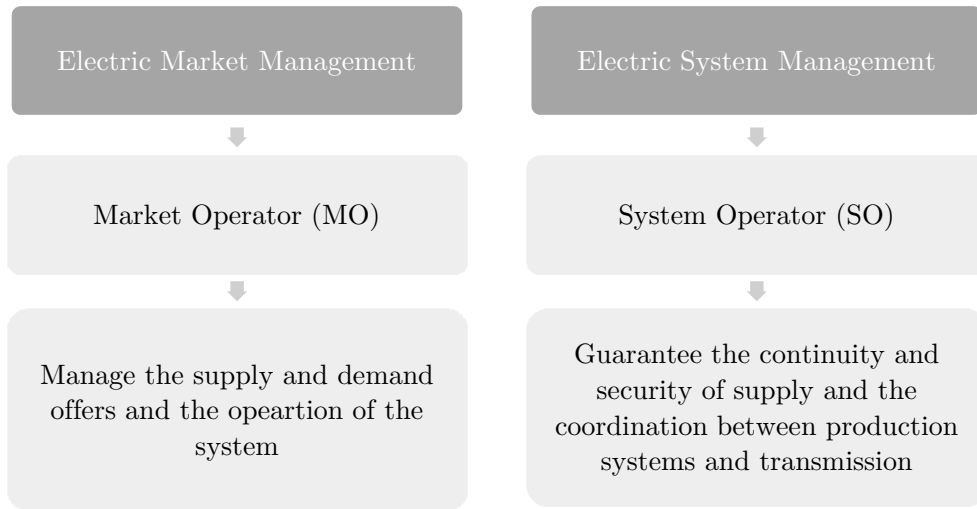 Electric Market Management
Electric System Management
Market Operator (MO)
System Operator (SO)
Manage the supply and demand
offers and the opeartion of the
system
Guarantee the continuity and
security of supply and the
coordination between production
systems and transmission